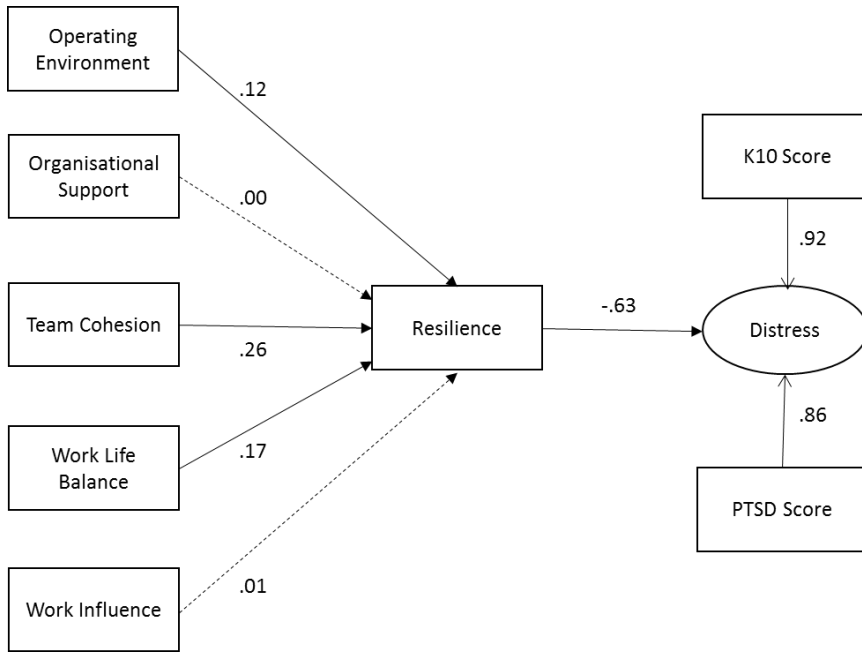 Operating
Environment
.12
Organisational
Support
.00
Team Cohesion
.26
Work Life
Balance
.17
Work Influence
.01
Resilience
-.63
K10 Score
.92
Distress
.86
PTSD Score